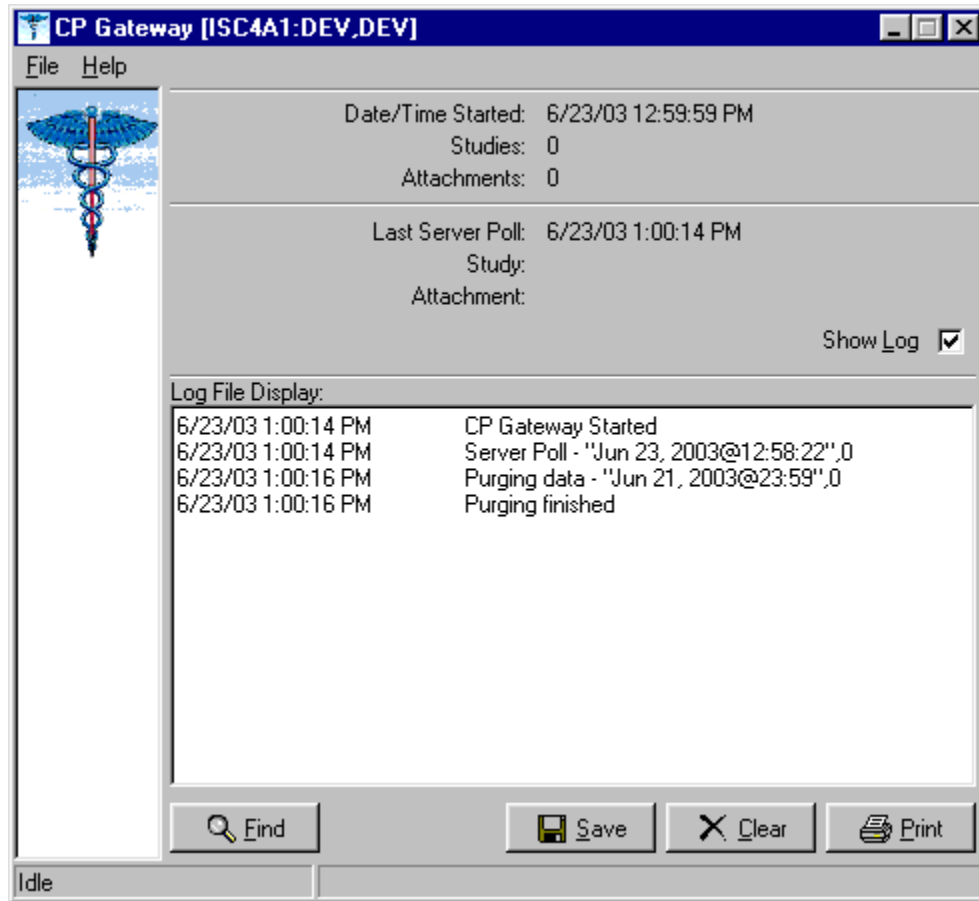 CP Gateway [ISC4A1:DEV,DEV]
File Help
Date/Time Started: 6/23/03 12:59:59 PM
Studies: 0
Attachments: 0
Last Server Poll: 6/23/03 1:00:14 PM
Study:
Attachment:
Show Log
Log File Display:
6/23/03 1:00:14 PM CP Gateway Started
6/23/03 1:00:14 PM Server Poll - "Jun 23, 2003@12:58:22",0
6/23/03 1:00:16 PM Purging data - "Jun 21, 2003@23:59",0
6/23/03 1:00:16 PM Purging finished
Find Save Clear Print
Idle